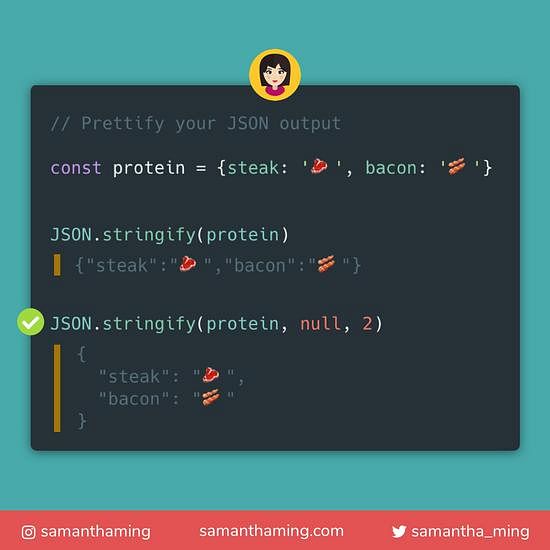 // Prettify your JSON output
const protein = {steak: '🥩', bacon: '🥓'}
JSON.stringify(protein)
{"steak":"🥩","bacon":"🥓"}
JSON.stringify(protein, null, 2)
{
"steak": "🥩",
"bacon": "🥓"
}
samanthaming
samanthaming.com
samantha_ming